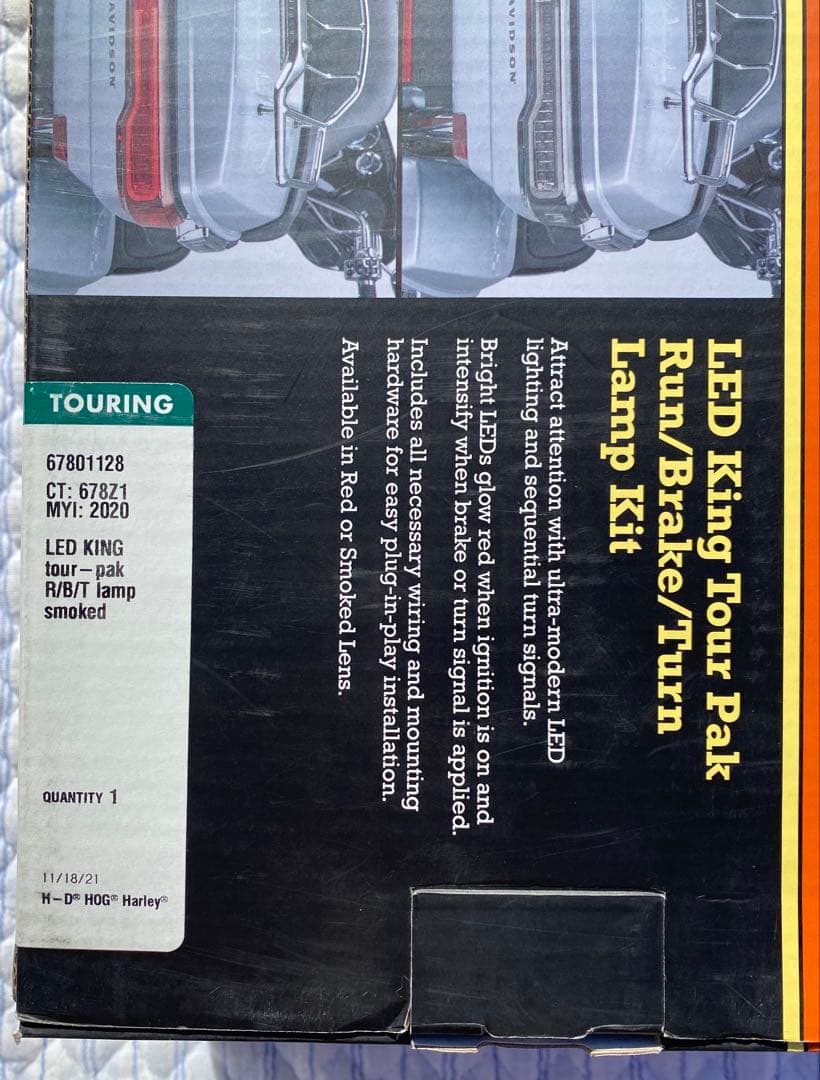 LED King Tour Pak
Run/Brake/Turn
Lamp Kit
Attract attention with ultra-modern LED
lighting and sequential turn signals.
Bright LEDs glow red when ignition is on and
intensify when brake or turn signal is applied.
Includes all necessary wiring and mounting
hardware for easy plug-in-play installation.
Available in Red or Smoked Lens.
TOURING
67801128
CT: 678Z1
MYI: 2020
LED KING
tour-pak
R/B/T lamp
smoked
QUANTITY 1
11/18/21
H-D® HOG® Harley®
AVIDSON
AVIDSON